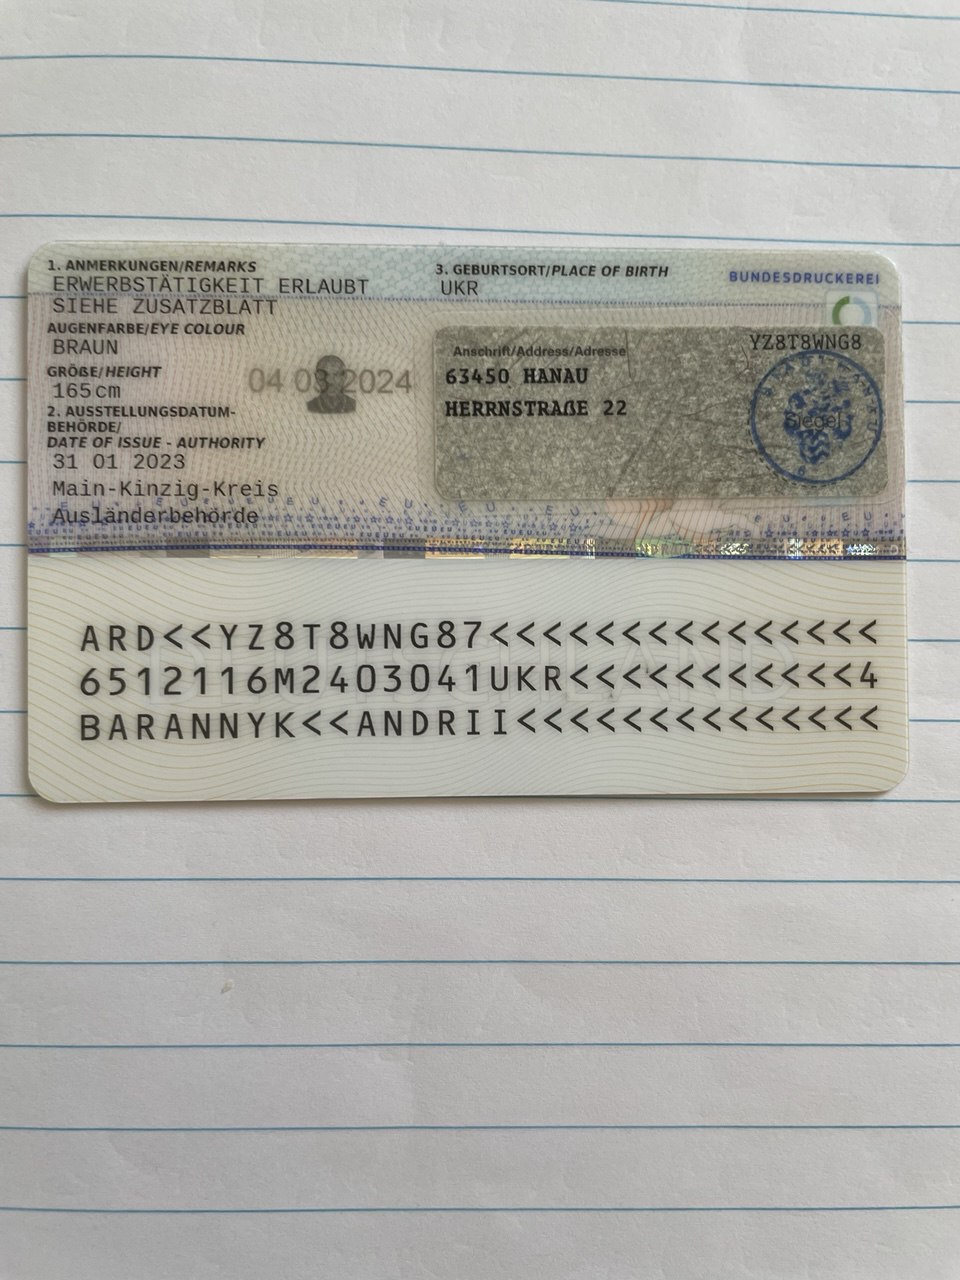 1. ANMERKUNGEN/REMARKS
ERWERBSTÄTIGKEIT ERLAUBT
SIEHE ZUSATZBLATT
AUGENFARBE/EYE COLOUR
BRAUN
GRÖßE/HEIGHT
165cm
04 03 2024
2. AUSSTELLUNGSDATUM-
BEHÖRDE/
DATE OF ISSUE - AUTHORITY
31 01 2023
Main-Kinzig-Kreis
Ausländerbehörde
3. GEBURTSORT/PLACE OF BIRTH
UKR
BUNDESDRUCKEREI
YZ8T8WNG8
Anschrift/Address/Adresse
63450 HANAU
HERRNSTRAßE 22
Siegel
ARD<<YZ8T8WNG87<<<<<<<<<<<<<<<
6512116M2403041UKR<<<<<<<<<<<4
BARANNYK<<ANDRII<<<<<<<<<<<<<<